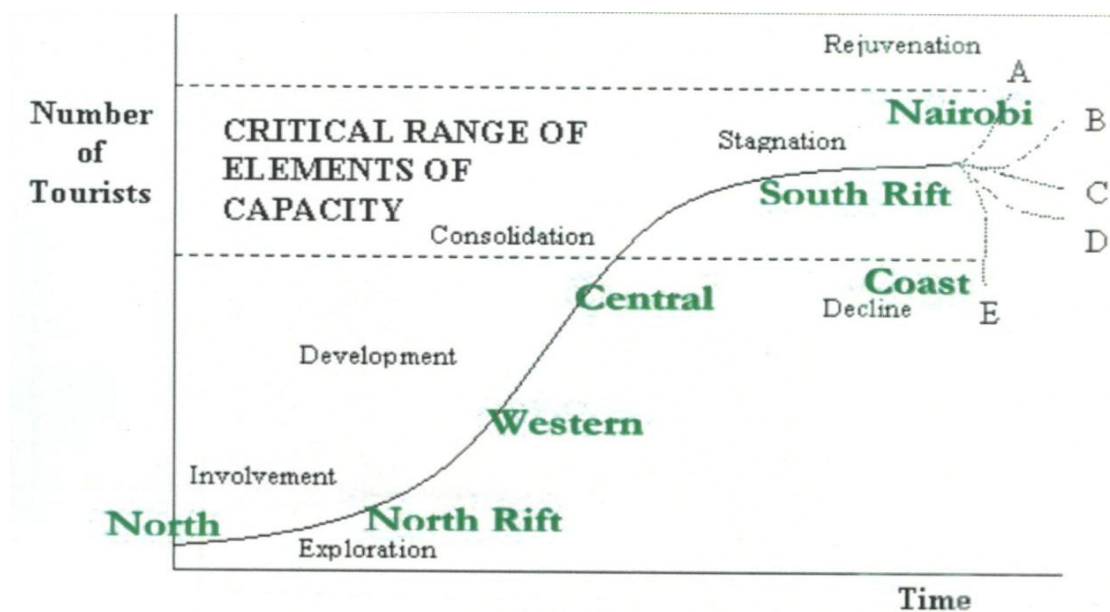 Rejuvenation
A
Number
of
Tourists
Nairobi
B
CRITICAL RANGE OF
ELEMENTS OF
CAPACITY
Stagnation
South Rift
C
Consolidation
D
Coast
Central
Decline
E
Development
Western
Involvement
North
North Rift
Exploration
Time